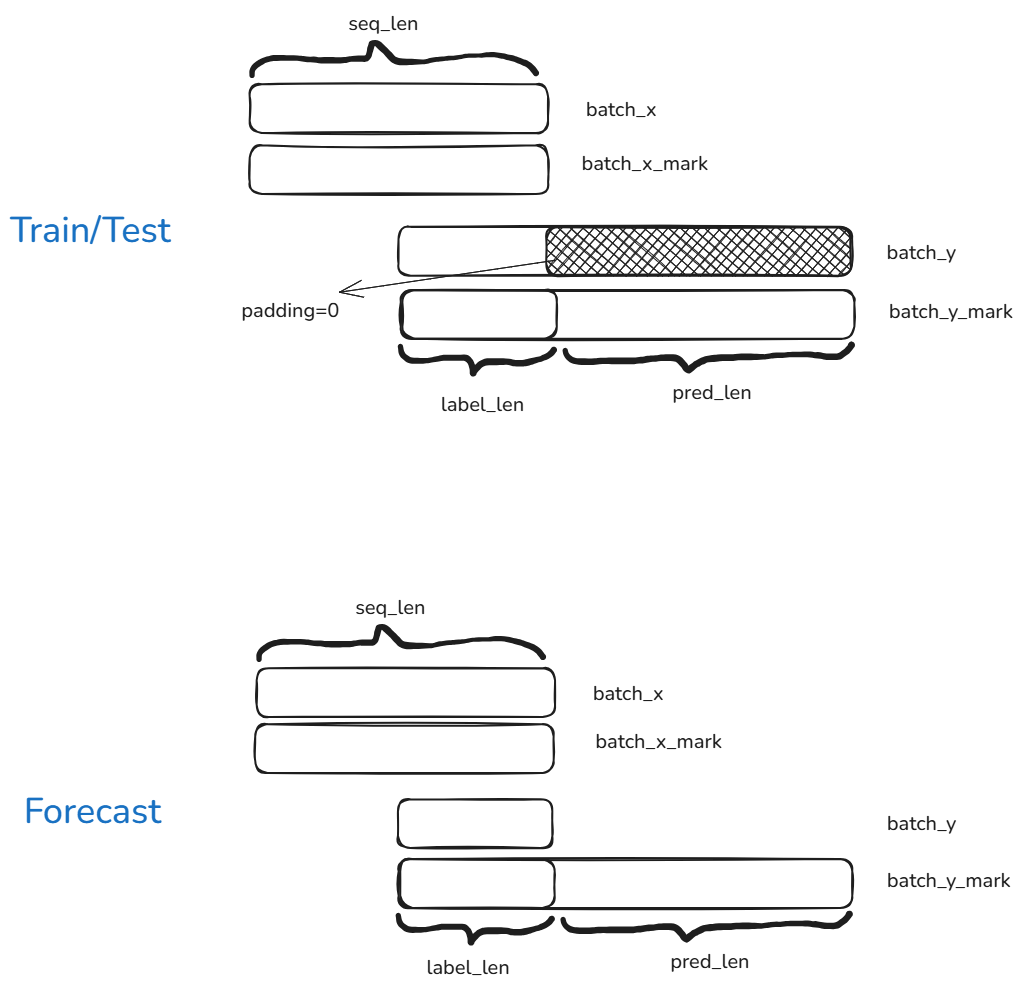 seq_len
batch_x
batch_x_mark
Train/Test
batch_y
padding=0
batch_y_mark
label_len
pred_len
seq_len
batch_x
batch_x_mark
Forecast
batch_y
batch_y_mark
label_len
pred_len